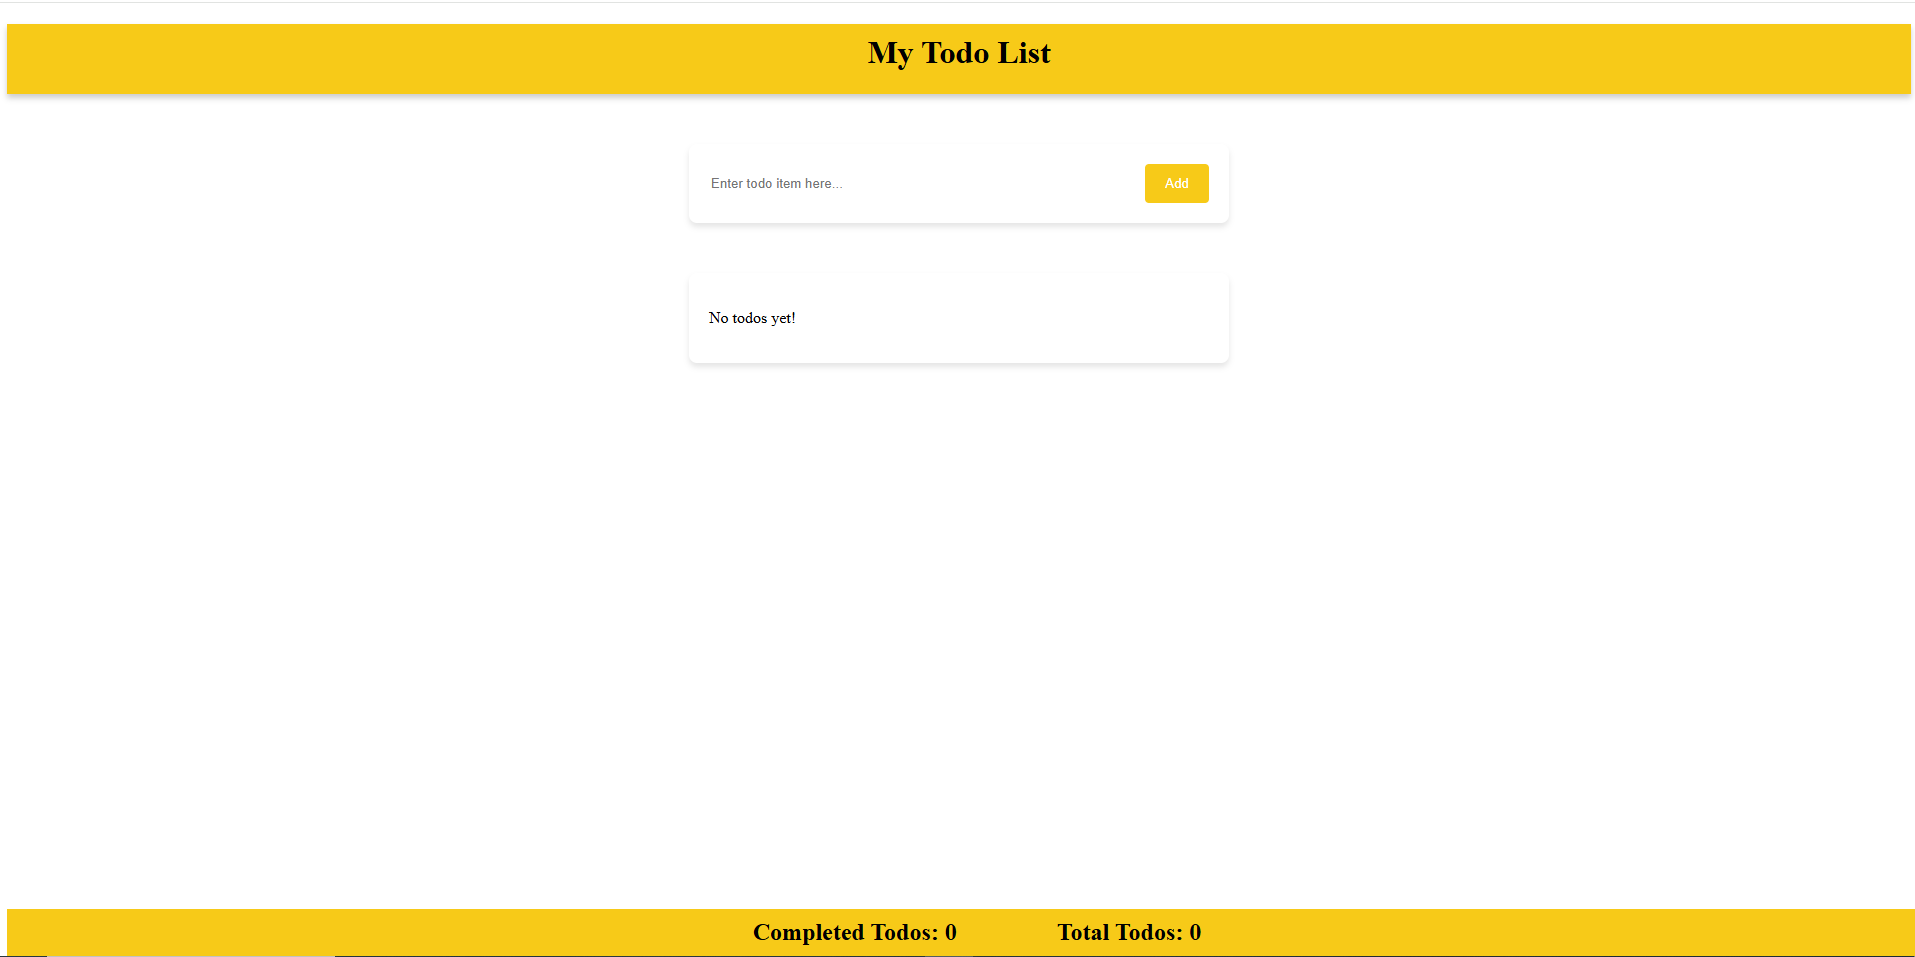 My Todo List
Enter todo item here...
Add
No todos yet!
Completed Todos: 0 Total Todos: 0